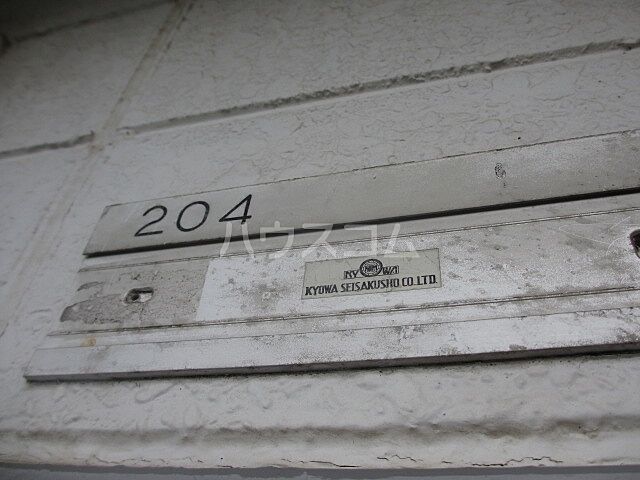 204
ハウスコム
KYOWA
KYOWA SEISAKUSHO CO. LTD.